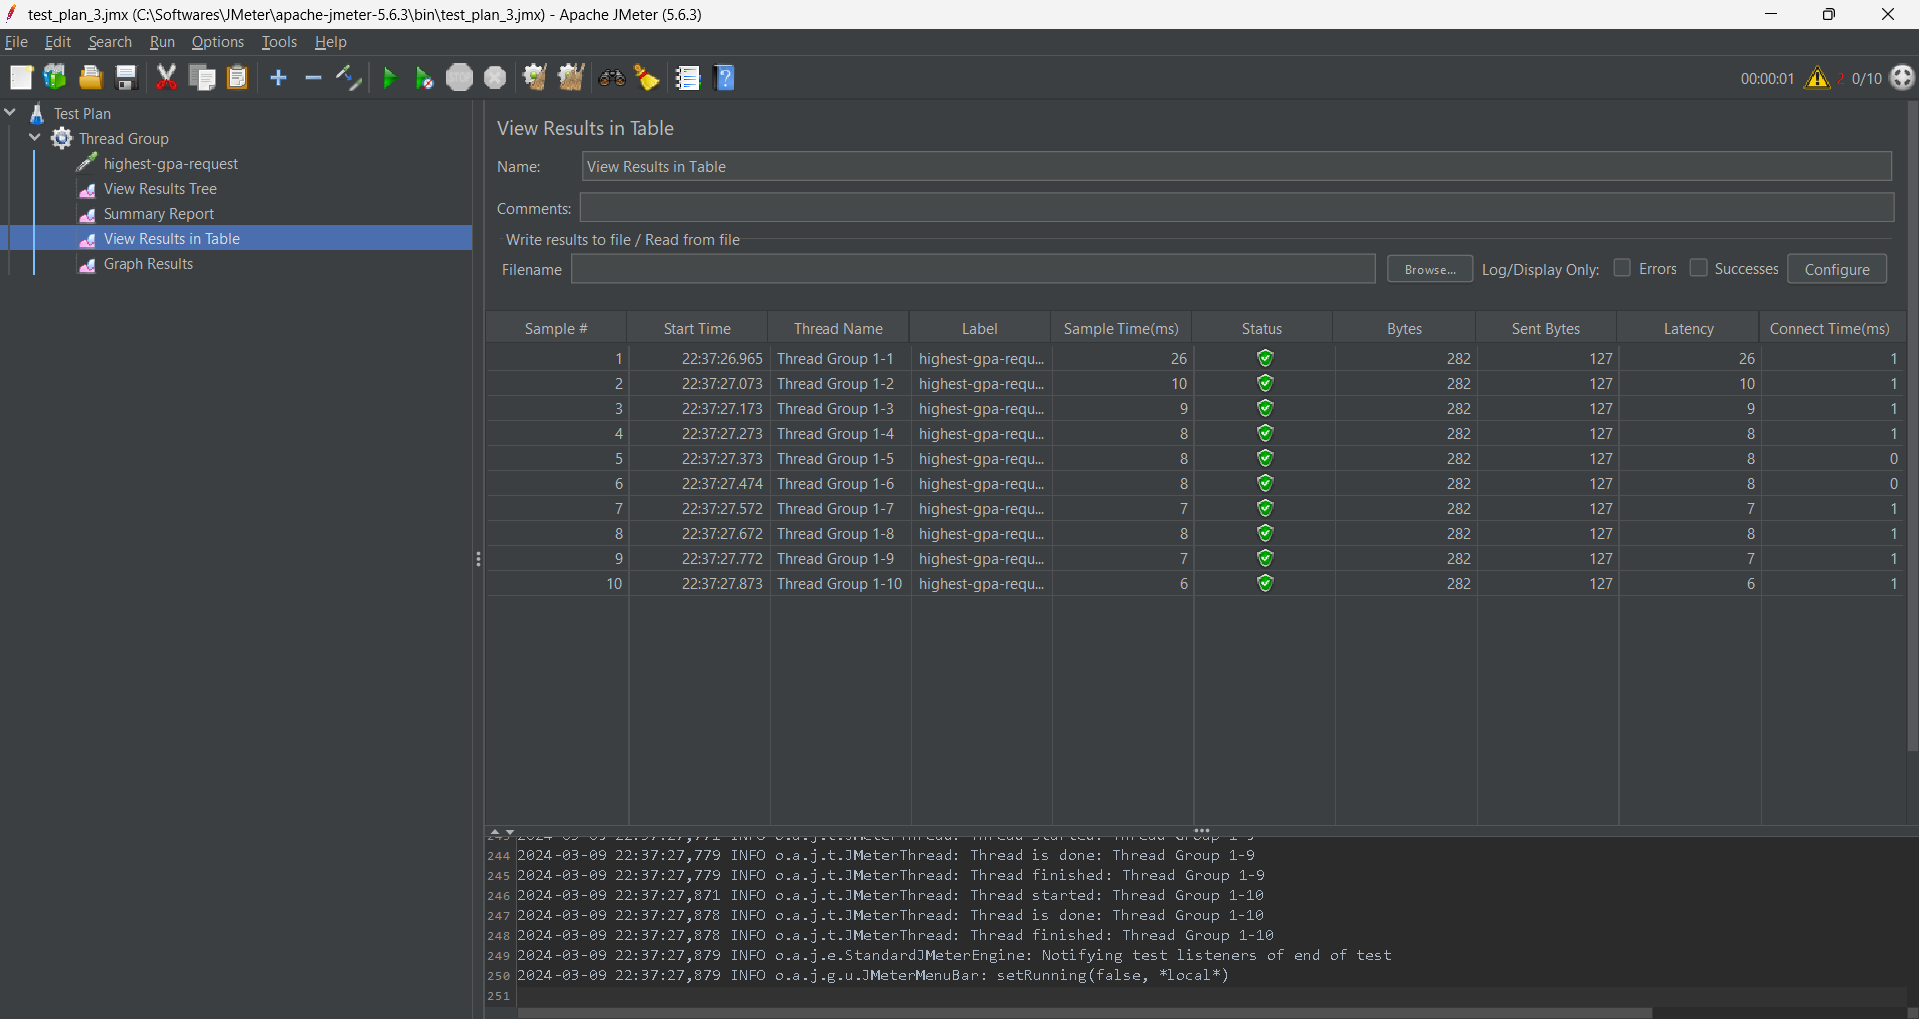 test_plan_3.jmx (C:\Softwares\JMeter\apache-jmeter-5.6.3\bin\test_plan_3.jmx) - Apache JMeter (5.6.3)
File Edit Search Run Options Tools Help
00:00:01 2 0/10
Test Plan
Thread Group
highest-gpa-request
View Results Tree
Summary Report
View Results in Table
Graph Results
View Results in Table
Name: View Results in Table
Comments:
Write results to file / Read from file
Filename Browse... Log/Display Only: Errors Successes Configure
Sample # Start Time Thread Name Label Sample Time(ms) Status Bytes Sent Bytes Latency Connect Time(ms)
1 22:37:26.965 Thread Group 1-1 highest-gpa-requ... 26 282 127 26 1
2 22:37:27.073 Thread Group 1-2 highest-gpa-requ... 10 282 127 10 1
3 22:37:27.173 Thread Group 1-3 highest-gpa-requ... 9 282 127 9 1
4 22:37:27.273 Thread Group 1-4 highest-gpa-requ... 8 282 127 8 1
5 22:37:27.373 Thread Group 1-5 highest-gpa-requ... 8 282 127 8 0
6 22:37:27.474 Thread Group 1-6 highest-gpa-requ... 8 282 127 8 0
7 22:37:27.572 Thread Group 1-7 highest-gpa-requ... 7 282 127 7 1
8 22:37:27.672 Thread Group 1-8 highest-gpa-requ... 8 282 127 8 1
9 22:37:27.772 Thread Group 1-9 highest-gpa-requ... 7 282 127 7 1
10 22:37:27.873 Thread Group 1-10 highest-gpa-requ... 6 282 127 6 1
244 2024-03-09 22:37:27,779 INFO o.a.j.t.JMeterThread: Thread is done: Thread Group 1-9
245 2024-03-09 22:37:27,779 INFO o.a.j.t.JMeterThread: Thread finished: Thread Group 1-9
246 2024-03-09 22:37:27,871 INFO o.a.j.t.JMeterThread: Thread started: Thread Group 1-10
247 2024-03-09 22:37:27,878 INFO o.a.j.t.JMeterThread: Thread is done: Thread Group 1-10
248 2024-03-09 22:37:27,878 INFO o.a.j.t.JMeterThread: Thread finished: Thread Group 1-10
249 2024-03-09 22:37:27,879 INFO o.a.j.e.StandardJMeterEngine: Notifying test listeners of end of test
250 2024-03-09 22:37:27,879 INFO o.a.j.g.u.JMeterMenuBar: setRunning(false, *local*)
251